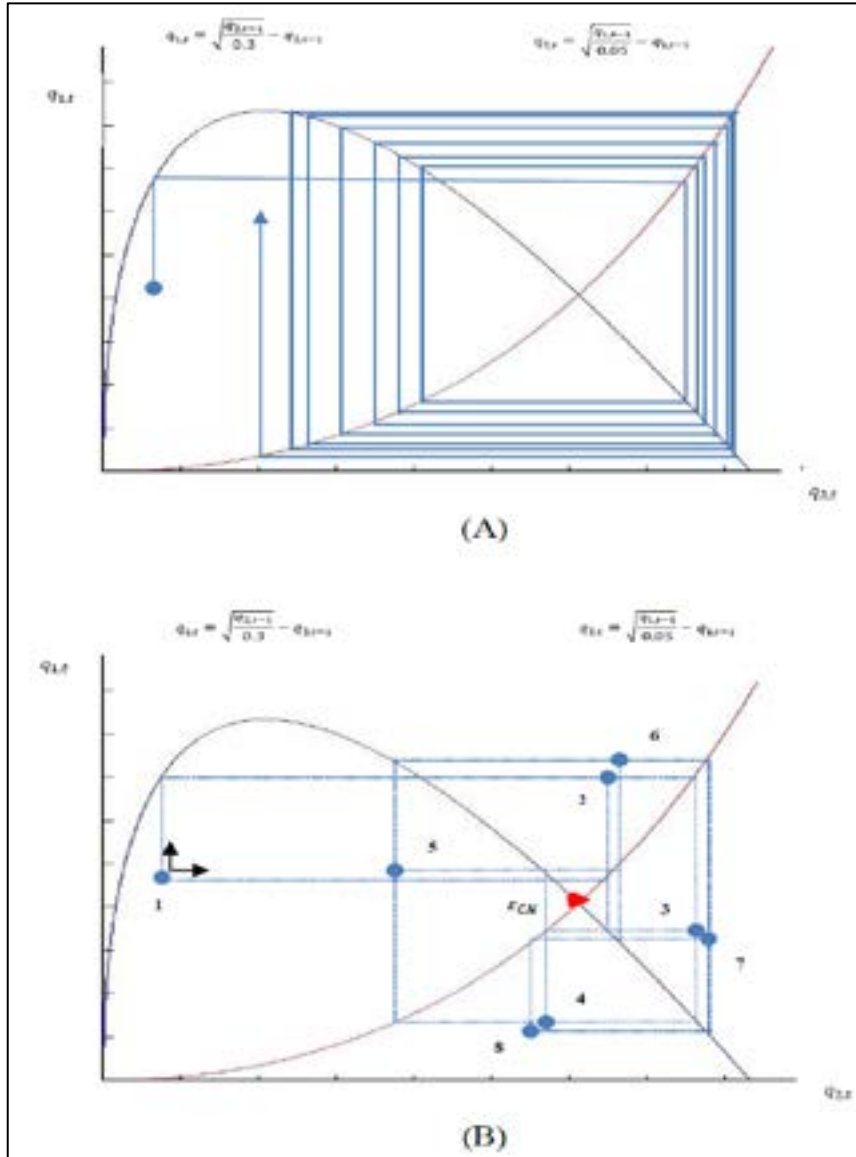 q₁,ₜ = √(q₂,ₜ₋₁/0.3) − q₂,ₜ₋₁
q₂,ₜ = √(q₁,ₜ₋₁/0.05) − q₁,ₜ₋₁
q₁,ₜ
q₂,ₜ
(A)
q₁,ₜ = √(q₂,ₜ₋₁/0.3) − q₂,ₜ₋₁
q₂,ₜ = √(q₁,ₜ₋₁/0.05) − q₁,ₜ₋₁
q₁,ₜ
6
5
1
3
7
4
8
q₂,ₜ
(B)